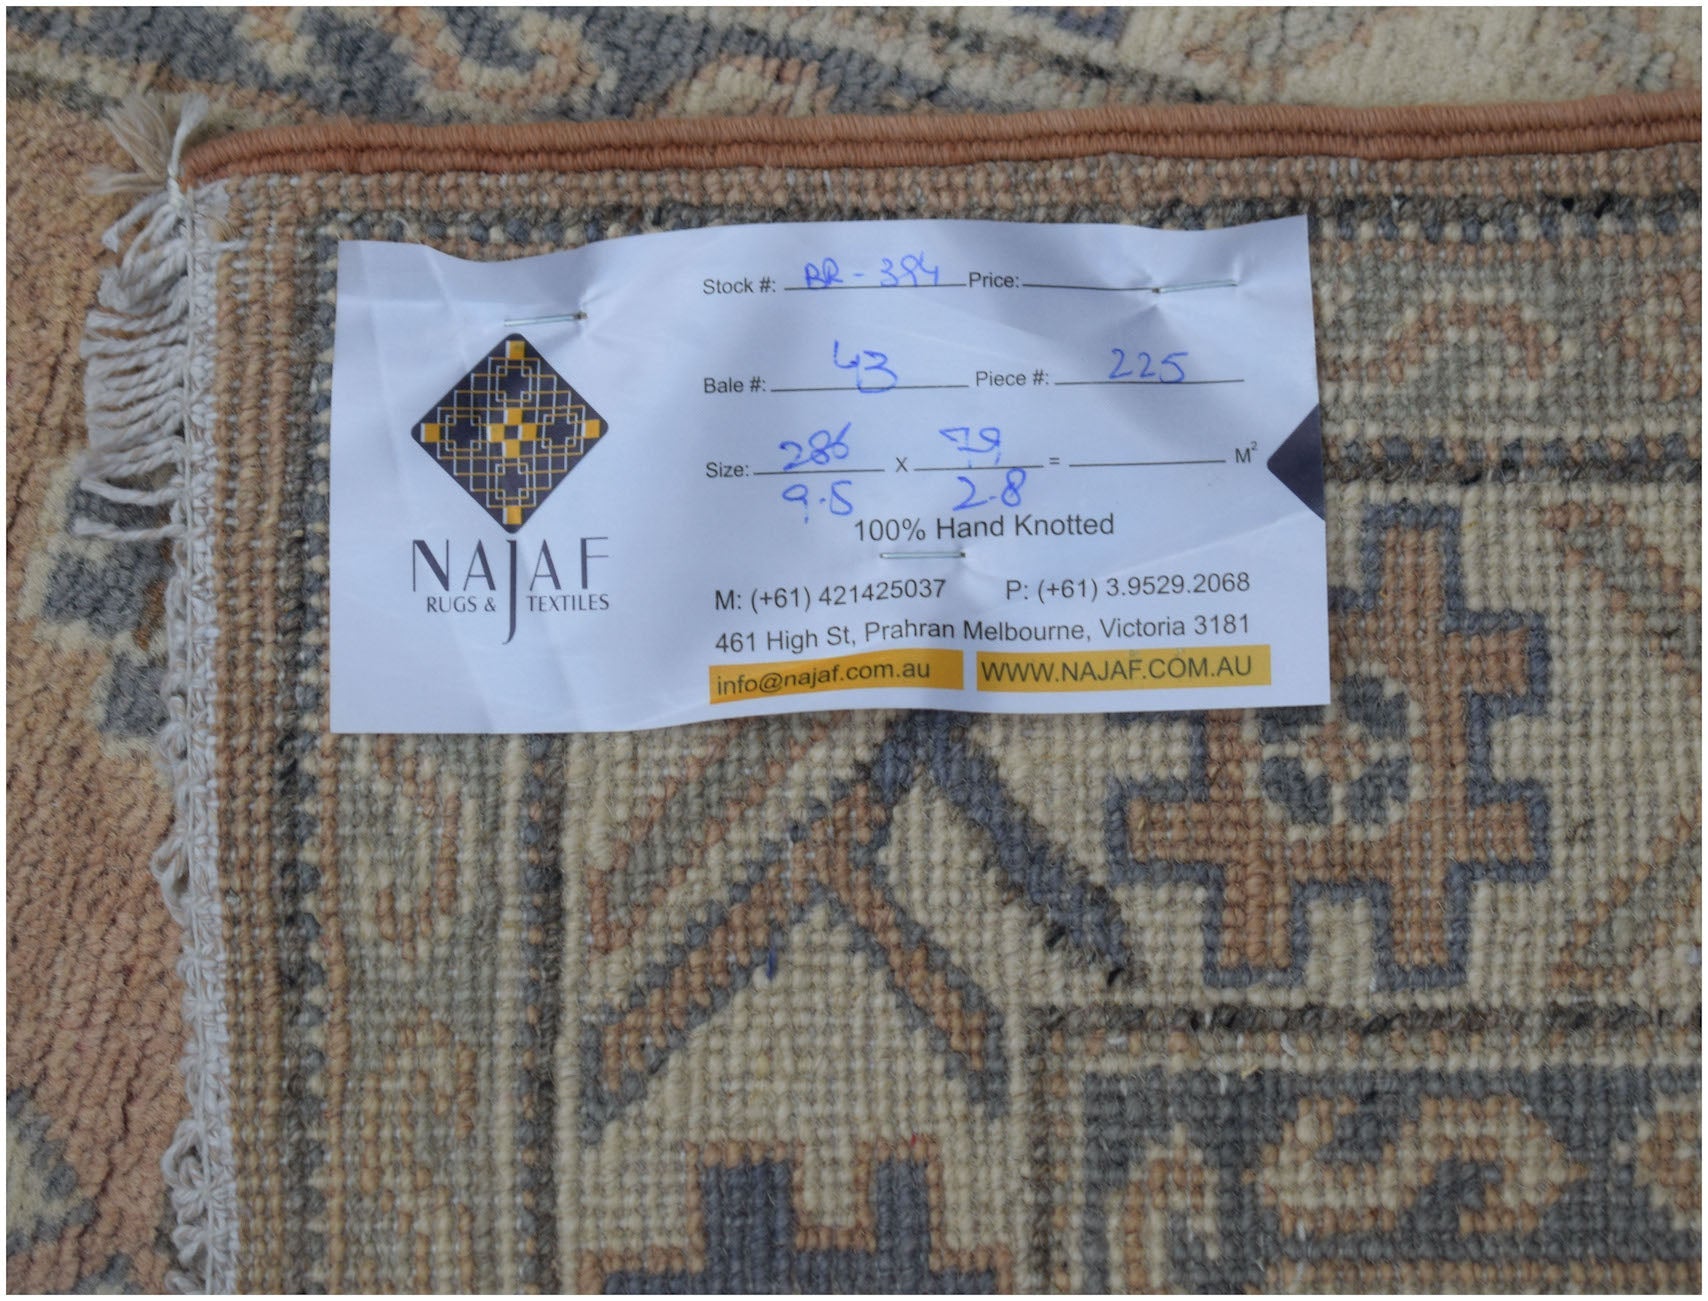 Stock #: BR - 394 Price:
Bale #: 43 Piece #: 225
Size: 286 x 79 = M²
9.5 2.8
100% Hand Knotted
NAJAF
RUGS & TEXTILES
M: (+61) 421425037 P: (+61) 3.9529.2068
461 High St, Prahran Melbourne, Victoria 3181
info@najaf.com.au WWW.NAJAF.COM.AU